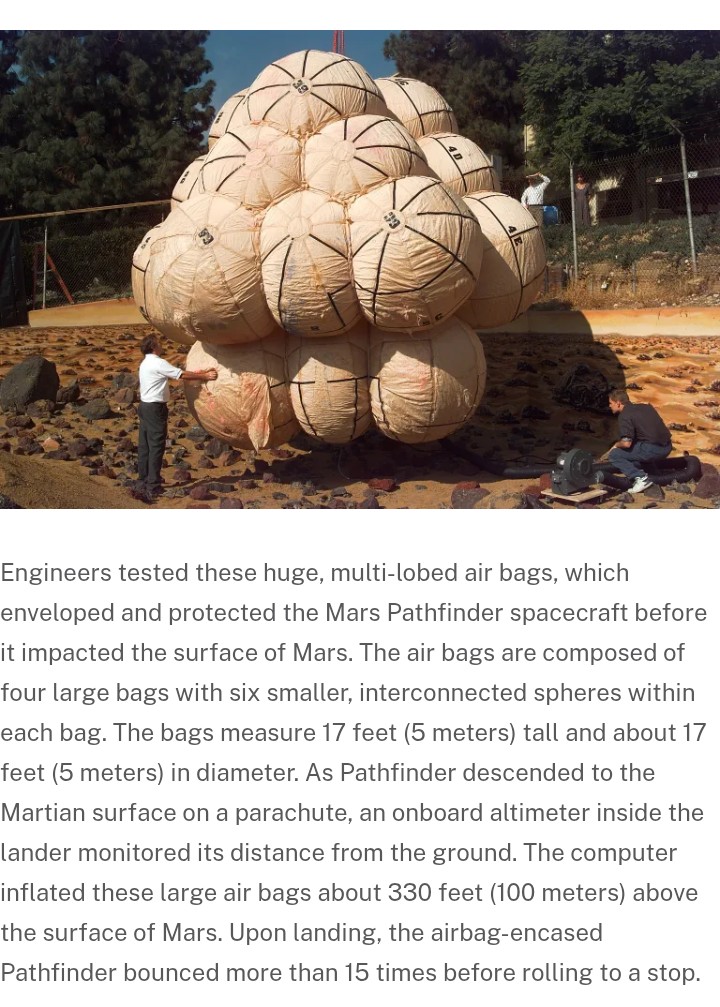 39
4D
4E
33
39
Engineers tested these huge, multi-lobed air bags, which
enveloped and protected the Mars Pathfinder spacecraft before
it impacted the surface of Mars. The air bags are composed of
four large bags with six smaller, interconnected spheres within
each bag. The bags measure 17 feet (5 meters) tall and about 17
feet (5 meters) in diameter. As Pathfinder descended to the
Martian surface on a parachute, an onboard altimeter inside the
lander monitored its distance from the ground. The computer
inflated these large air bags about 330 feet (100 meters) above
the surface of Mars. Upon landing, the airbag-encased
Pathfinder bounced more than 15 times before rolling to a stop.